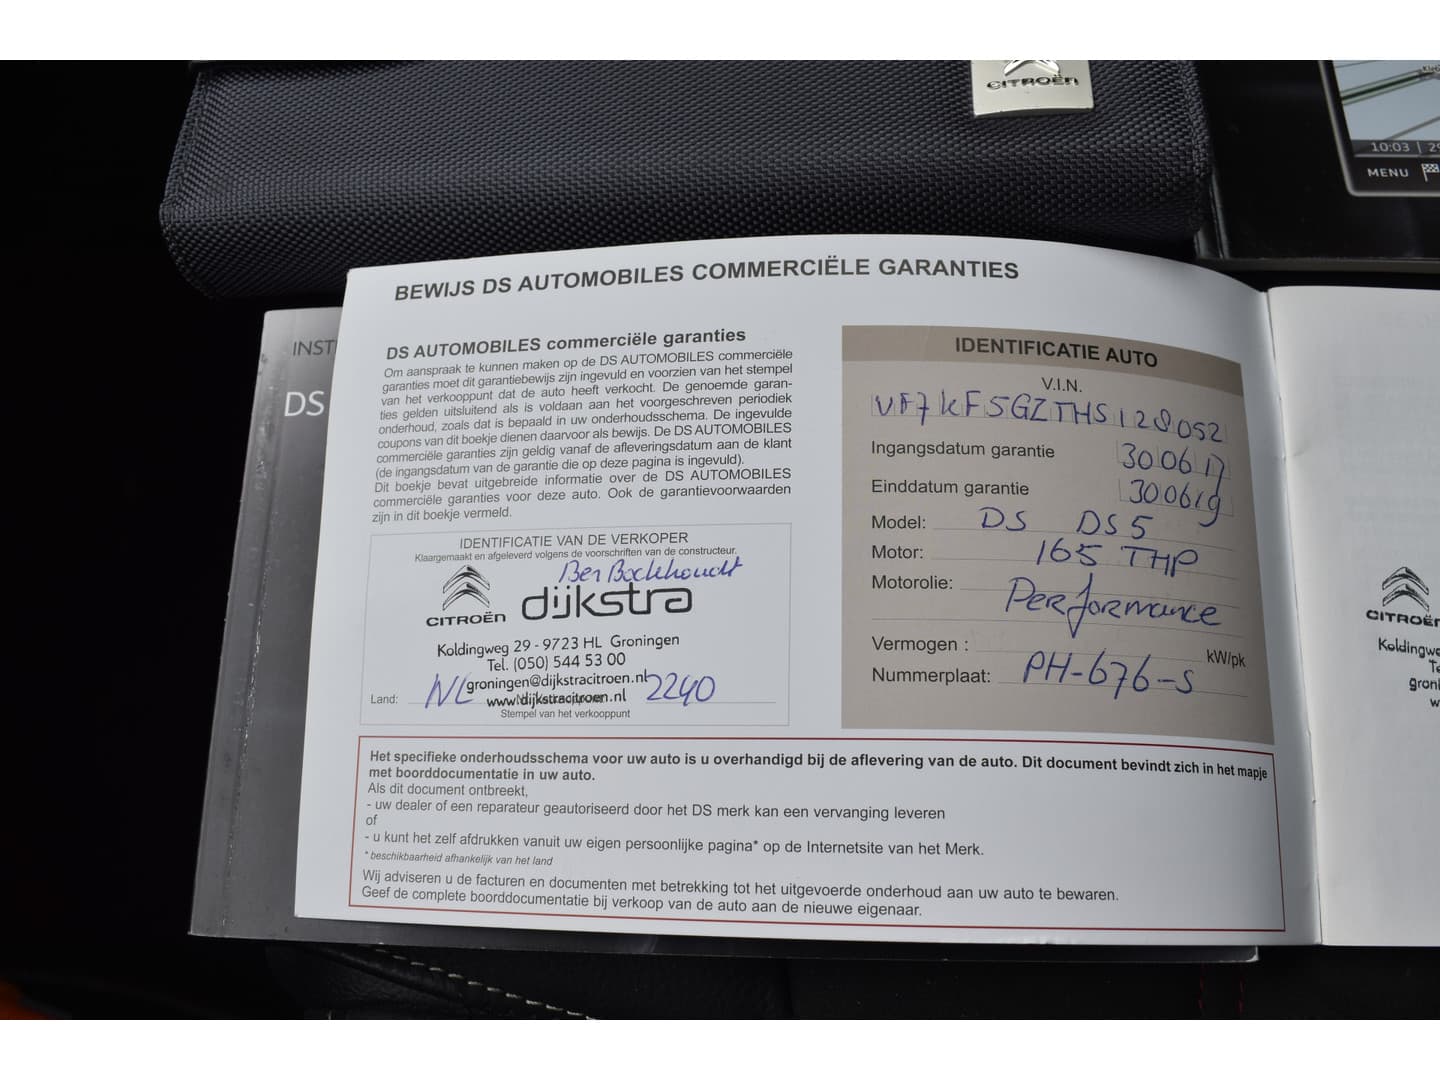 CITROËN
10:03 | 29
MENU
INST
DS
BEWIJS DS AUTOMOBILES COMMERCIËLE GARANTIES
DS AUTOMOBILES commerciële garanties
Om aanspraak te kunnen maken op de DS AUTOMOBILES commerciële
garanties moet dit garantiebewijs zijn ingevuld en voorzien van het stempel
van het verkooppunt dat de auto heeft verkocht. De genoemde garan-
ties gelden uitsluitend als is voldaan aan het voorgeschreven periodiek
onderhoud, zoals dat is bepaald in uw onderhoudsschema. De ingevulde
coupons van dit boekje dienen daarvoor als bewijs. De DS AUTOMOBILES
commerciële garanties zijn geldig vanaf de afleveringsdatum aan de klant
(de ingangsdatum van de garantie die op deze pagina is ingevuld).
Dit boekje bevat uitgebreide informatie over de DS AUTOMOBILES
commerciële garanties voor deze auto. Ook de garantievoorwaarden
zijn in dit boekje vermeld.
IDENTIFICATIE VAN DE VERKOPER
Klaargemaakt en afgeleverd volgens de voorschriften van de constructeur.
Ber Bockhoudt
CITROËN dijkstra
Koldingweg 29 - 9723 HL Groningen
Tel. (050) 544 53 00
groningen@dijkstracitroen.nl
Land: NL www.dijkstracitroen.nl 2240
Stempel van het verkooppunt
IDENTIFICATIE AUTO
V.I.N.
VF7KF5GZTHS128052
Ingangsdatum garantie 30 06 17
Einddatum garantie 30 06 19
Model: DS DS 5
Motor: 165 THP
Motorolie: Performance
Vermogen : kW/pk
Nummerplaat: PH-676-S
Het specifieke onderhoudsschema voor uw auto is u overhandigd bij de aflevering van de auto. Dit document bevindt zich in het mapje
met boorddocumentatie in uw auto.
Als dit document ontbreekt,
- uw dealer of een reparateur geautoriseerd door het DS merk kan een vervanging leveren
of
- u kunt het zelf afdrukken vanuit uw eigen persoonlijke pagina* op de Internetsite van het Merk.
* beschikbaarheid afhankelijk van het land
Wij adviseren u de facturen en documenten met betrekking tot het uitgevoerde onderhoud aan uw auto te bewaren.
Geef de complete boorddocumentatie bij verkoop van de auto aan de nieuwe eigenaar.
CITROËN
Koldingwe
Te
groni
w